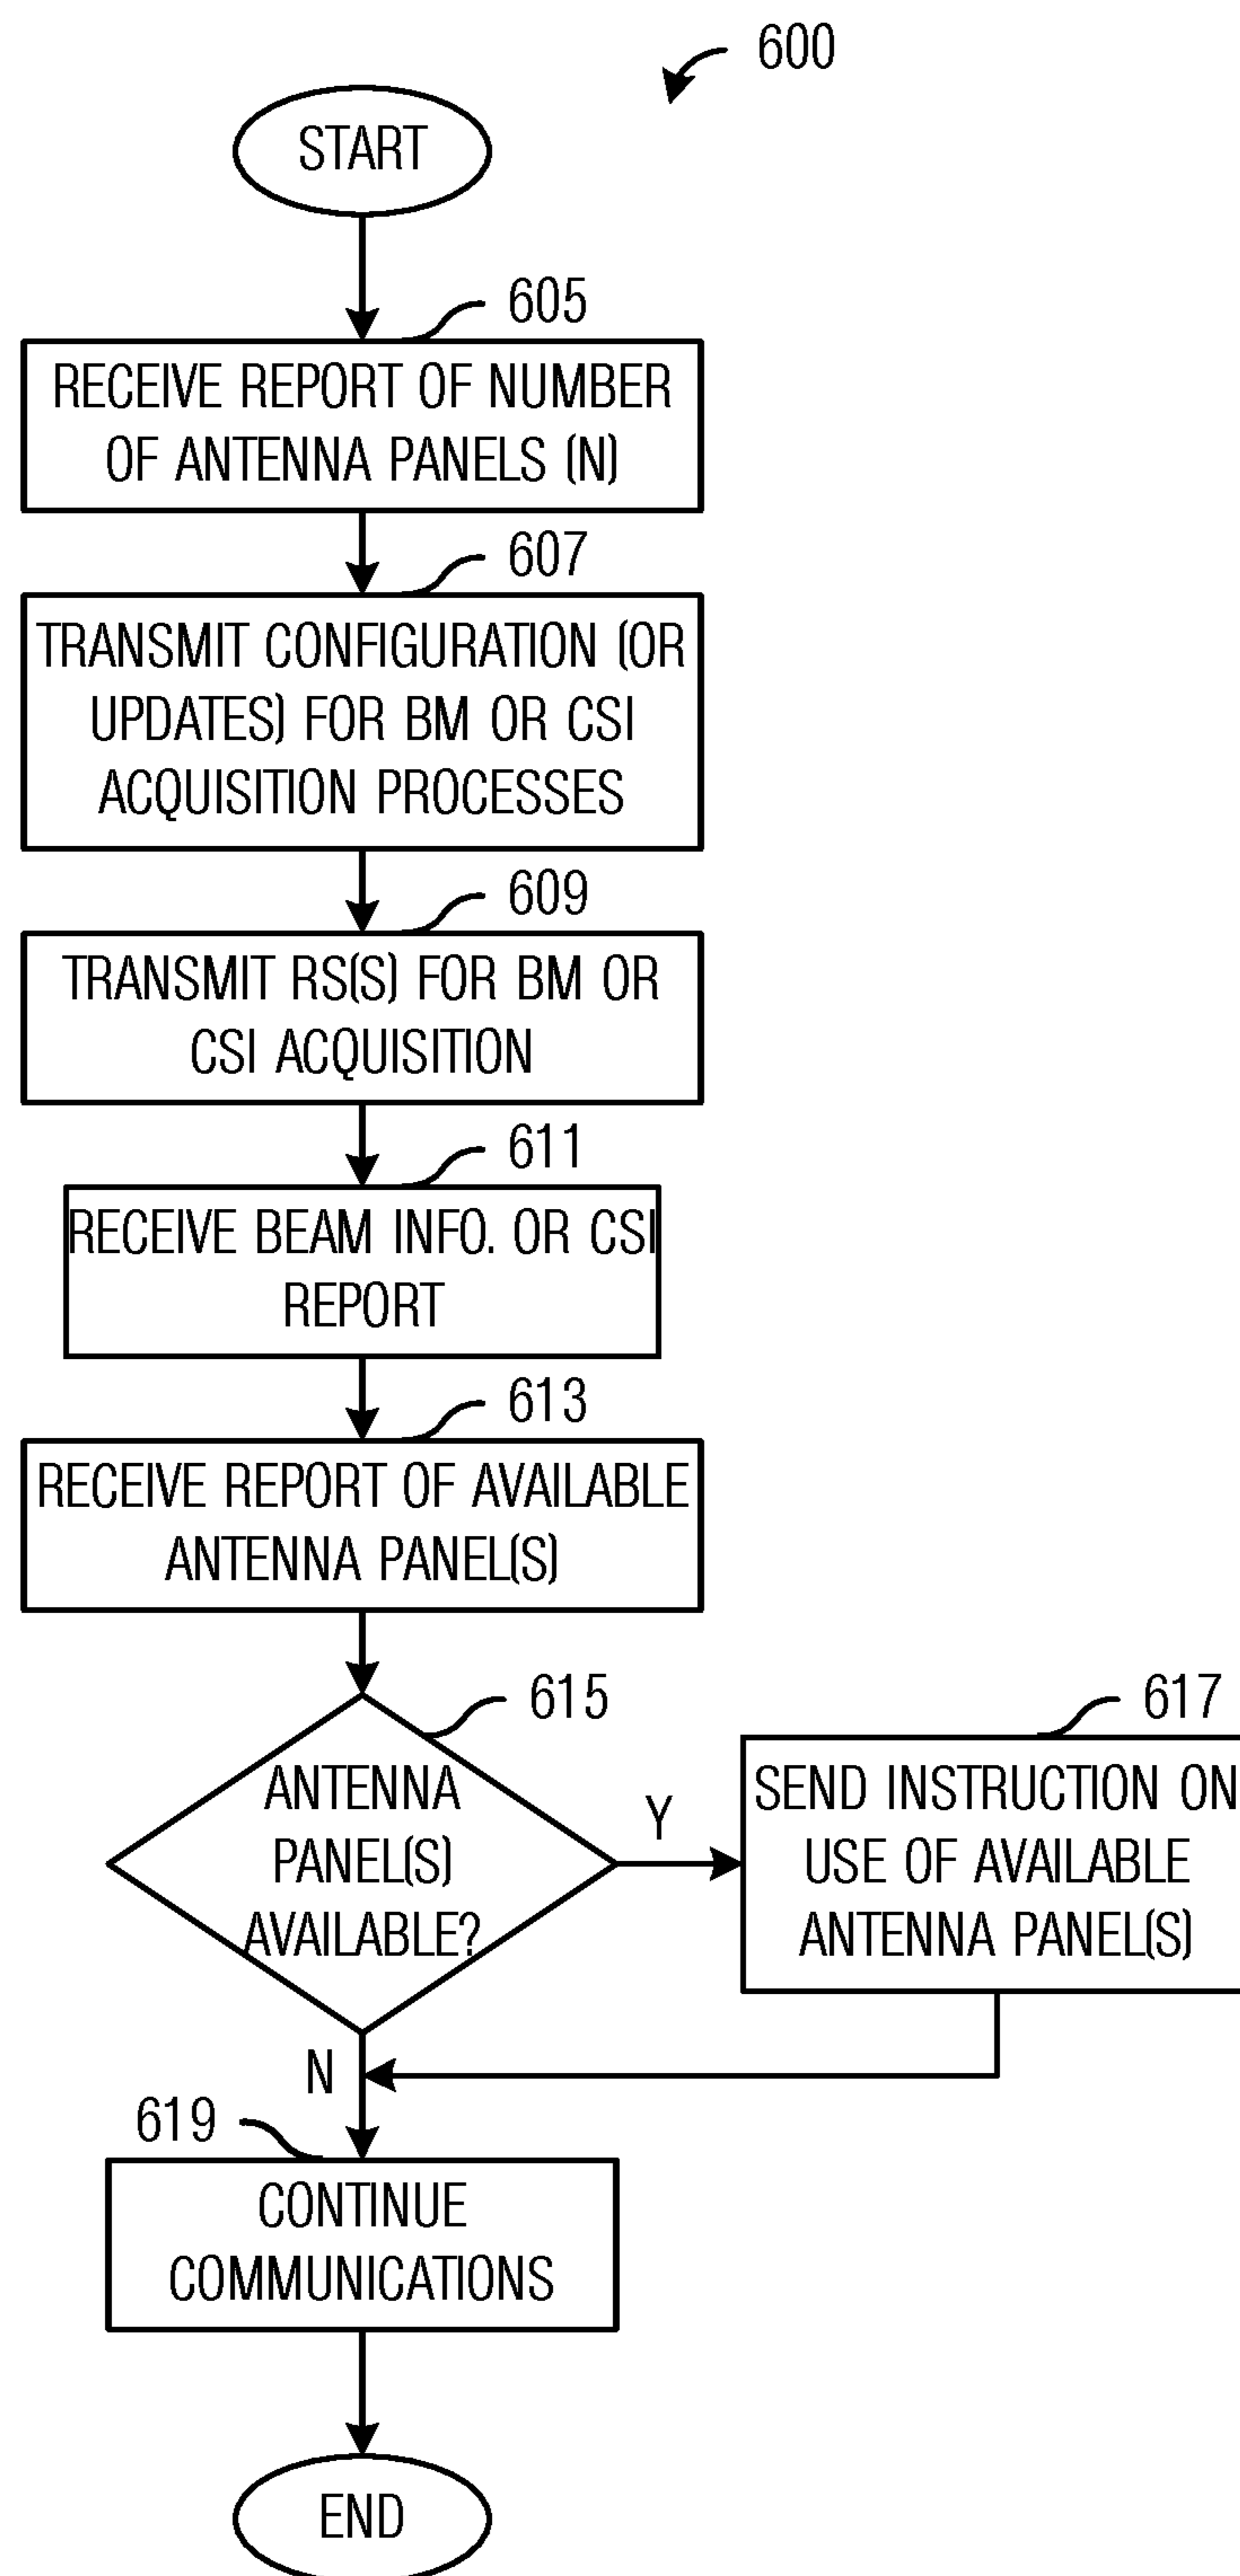 600
START
605
RECEIVE REPORT OF NUMBER
OF ANTENNA PANELS (N)
607
TRANSMIT CONFIGURATION (OR
UPDATES) FOR BM OR CSI
ACQUISITION PROCESSES
609
TRANSMIT RS(S) FOR BM OR
CSI ACQUISITION
611
RECEIVE BEAM INFO. OR CSI
REPORT
613
RECEIVE REPORT OF AVAILABLE
ANTENNA PANEL(S)
615
ANTENNA
PANEL(S)
AVAILABLE?
Y
617
SEND INSTRUCTION ON
USE OF AVAILABLE
ANTENNA PANEL(S)
N
619
CONTINUE
COMMUNICATIONS
END